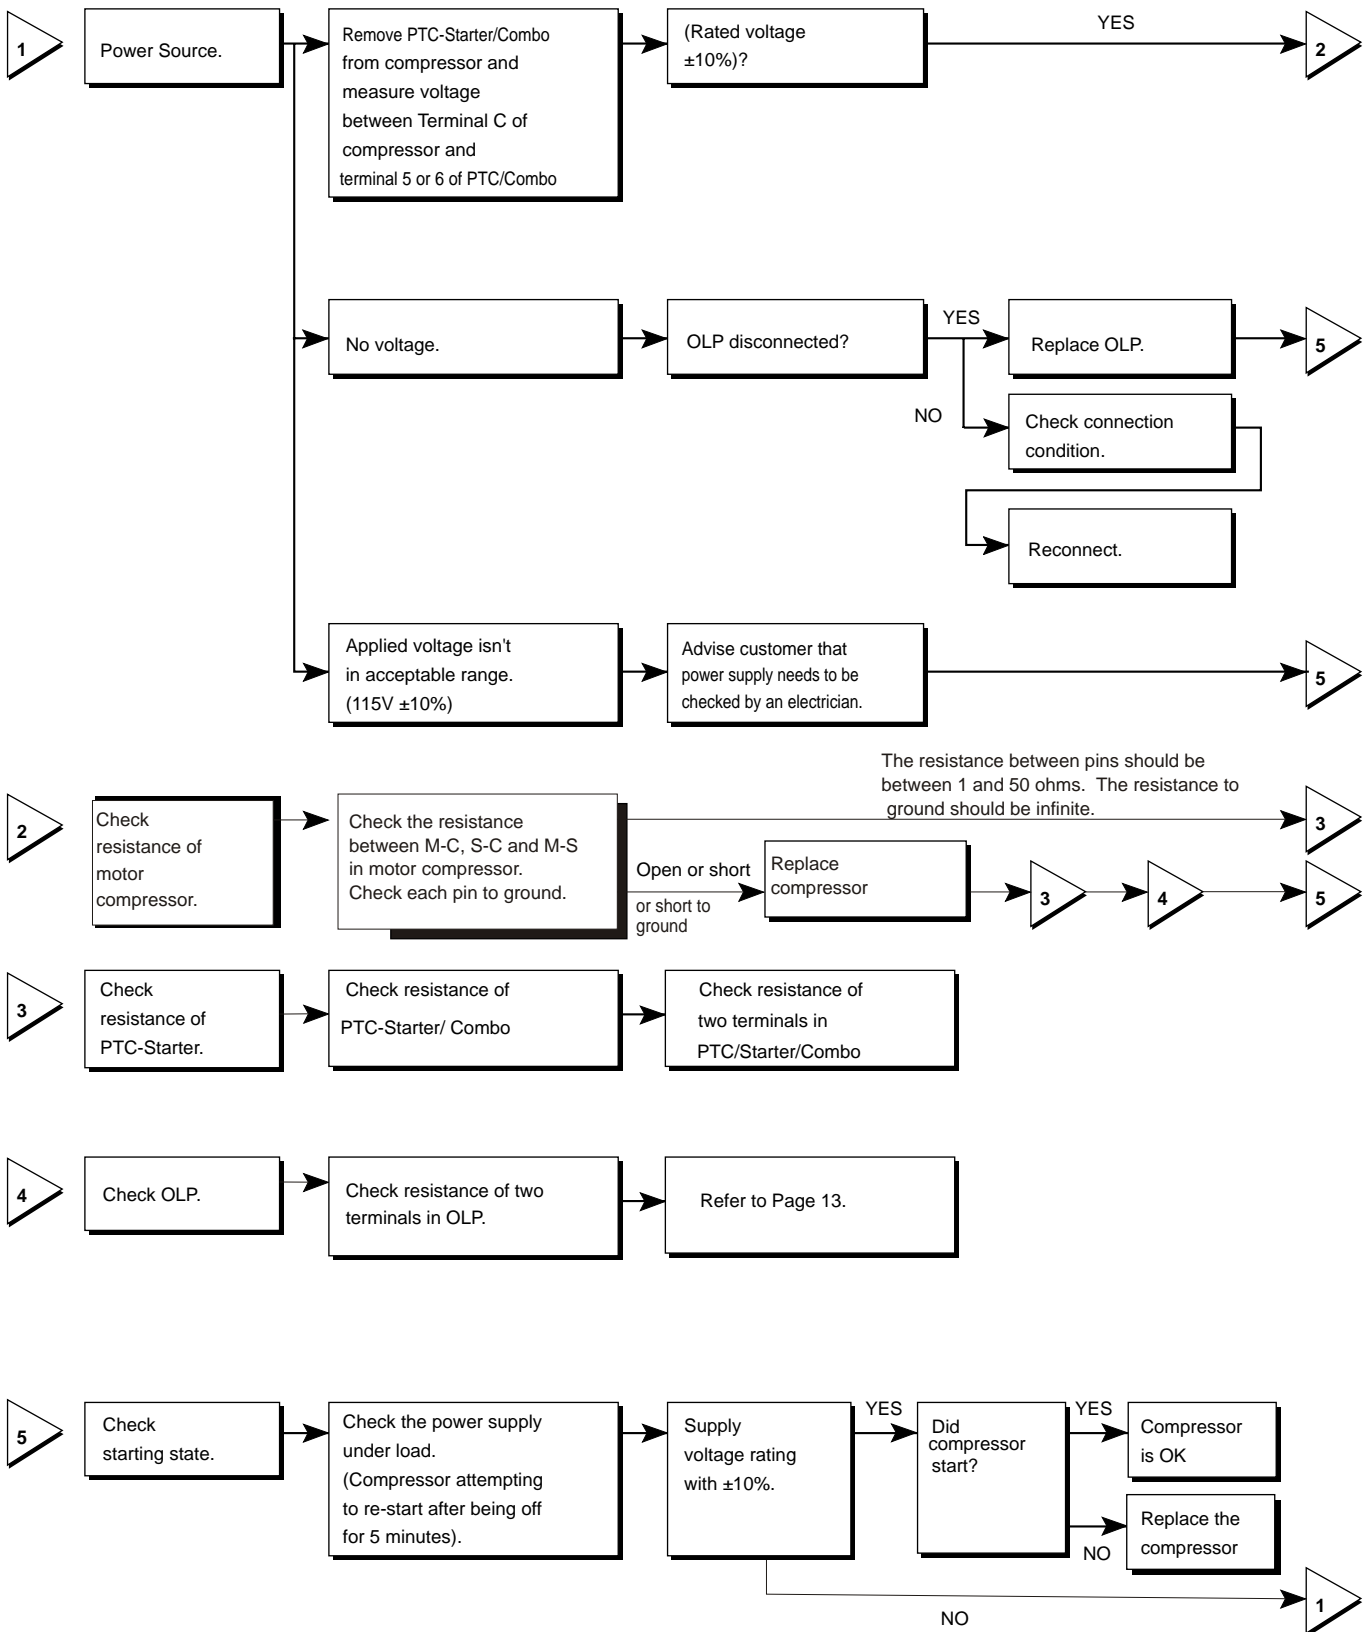 1
Power Source.
Remove PTC-Starter/Combo
from compressor and
measure voltage
between Terminal C of
compressor and
terminal 5 or 6 of PTC/Combo
(Rated voltage
±10%)?
YES
2
No voltage.
OLP disconnected?
YES
Replace OLP.
5
NO
Check connection
condition.
Reconnect.
Applied voltage isn't
in acceptable range.
(115V ±10%)
Advise customer that
power supply needs to be
checked by an electrician.
5
2
Check
resistance of
motor
compressor.
Check the resistance
between M-C, S-C and M-S
in motor compressor.
Check each pin to ground.
The resistance between pins should be
between 1 and 50 ohms. The resistance to
ground should be infinite.
3
Open or short
or short to
ground
Replace
compressor
3
4
5
3
Check
resistance of
PTC-Starter.
Check resistance of
PTC-Starter/ Combo
Check resistance of
two terminals in
PTC/Starter/Combo
4
Check OLP.
Check resistance of two
terminals in OLP.
Refer to Page 13.
5
Check
starting state.
Check the power supply
under load.
(Compressor attempting
to re-start after being off
for 5 minutes).
Supply
voltage rating
with ±10%.
YES
Did
compressor
start?
YES
Compressor
is OK
NO
Replace the
compressor
NO
1